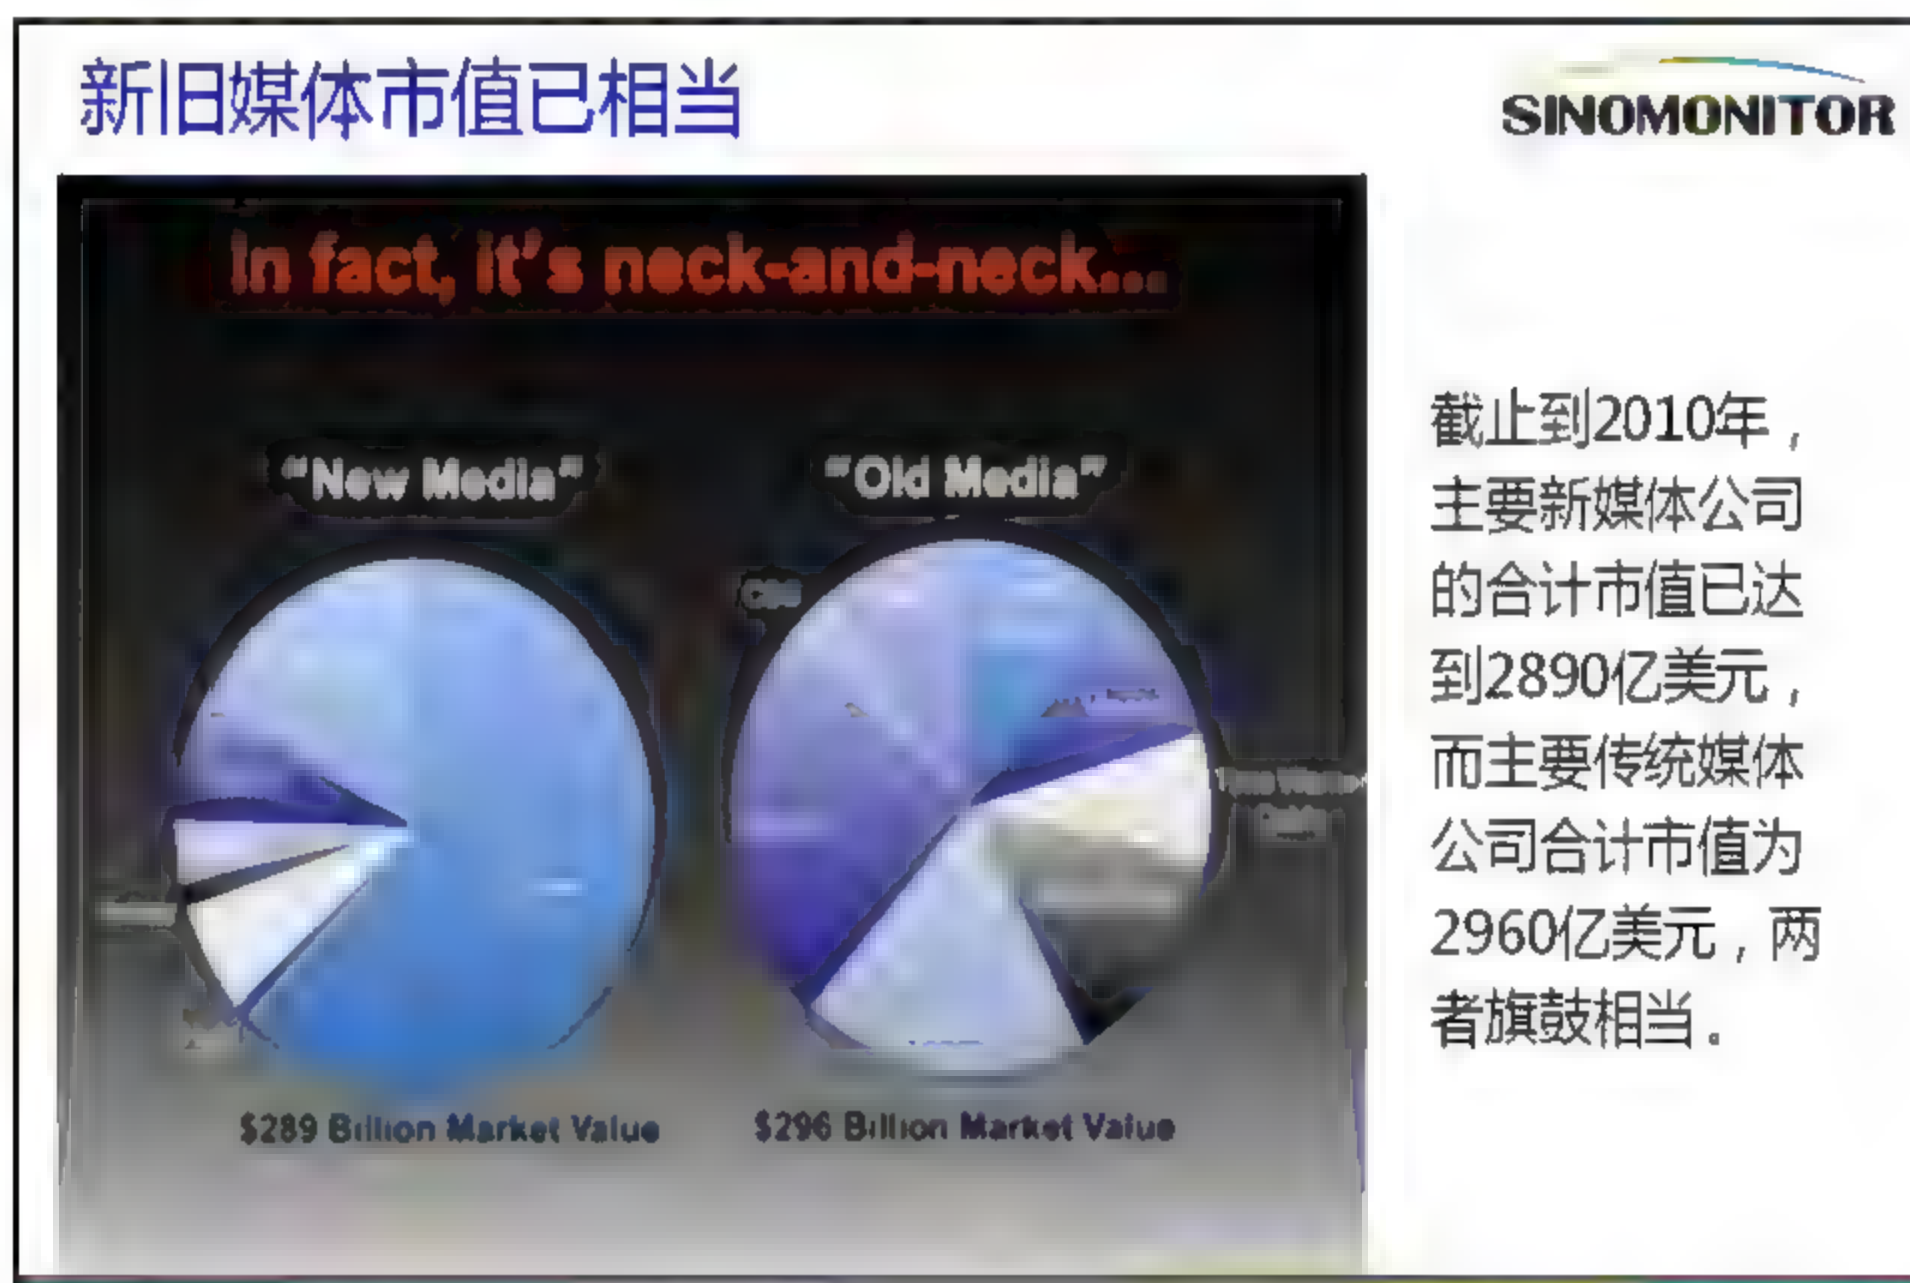 新旧媒体市值已相当
SINOMONITOR
In fact, it's neck-and-neck...
"New Media"
"Old Media"
$289 Billion Market Value
$296 Billion Market Value
截止到2010年，
主要新媒体公司
的合计市值已达
到2890亿美元，
而主要传统媒体
公司合计市值为
2960亿美元，两
者旗鼓相当。